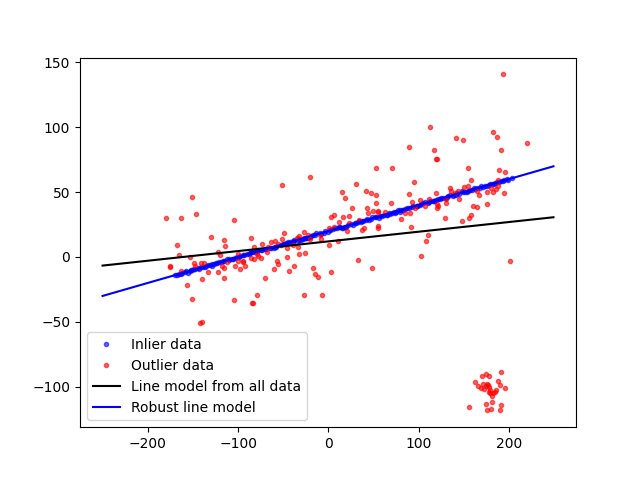 150
100
50
0
−50
−100
Inlier data
Outlier data
Line model from all data
Robust line model
−200
−100
0
100
200